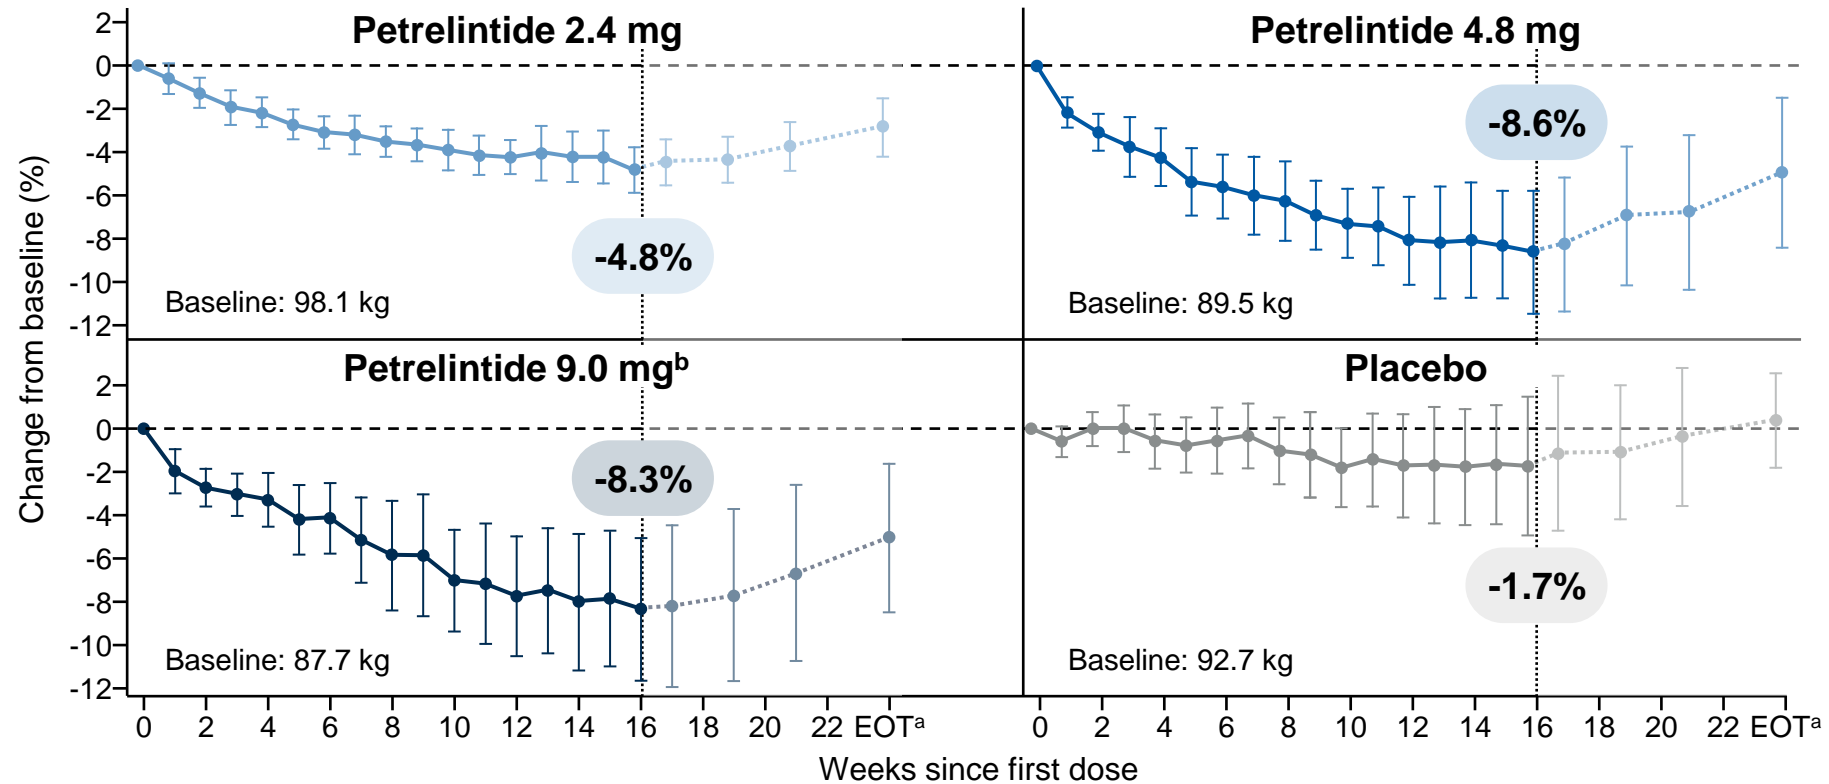 Petrelintide 2.4 mg
Petrelintide 4.8 mg
2
0
-2
-4
-6
-8
-10
-12
-4.8%
-8.6%
Baseline: 98.1 kg
Baseline: 89.5 kg
Change from baseline (%)
Petrelintide 9.0 mgᵇ
Placebo
2
0
-2
-4
-6
-8
-10
-12
-8.3%
-1.7%
Baseline: 87.7 kg
Baseline: 92.7 kg
0 2 4 6 8 10 12 14 16 18 20 22 EOTᵃ
0 2 4 6 8 10 12 14 16 18 20 22 EOTᵃ
Weeks since first dose